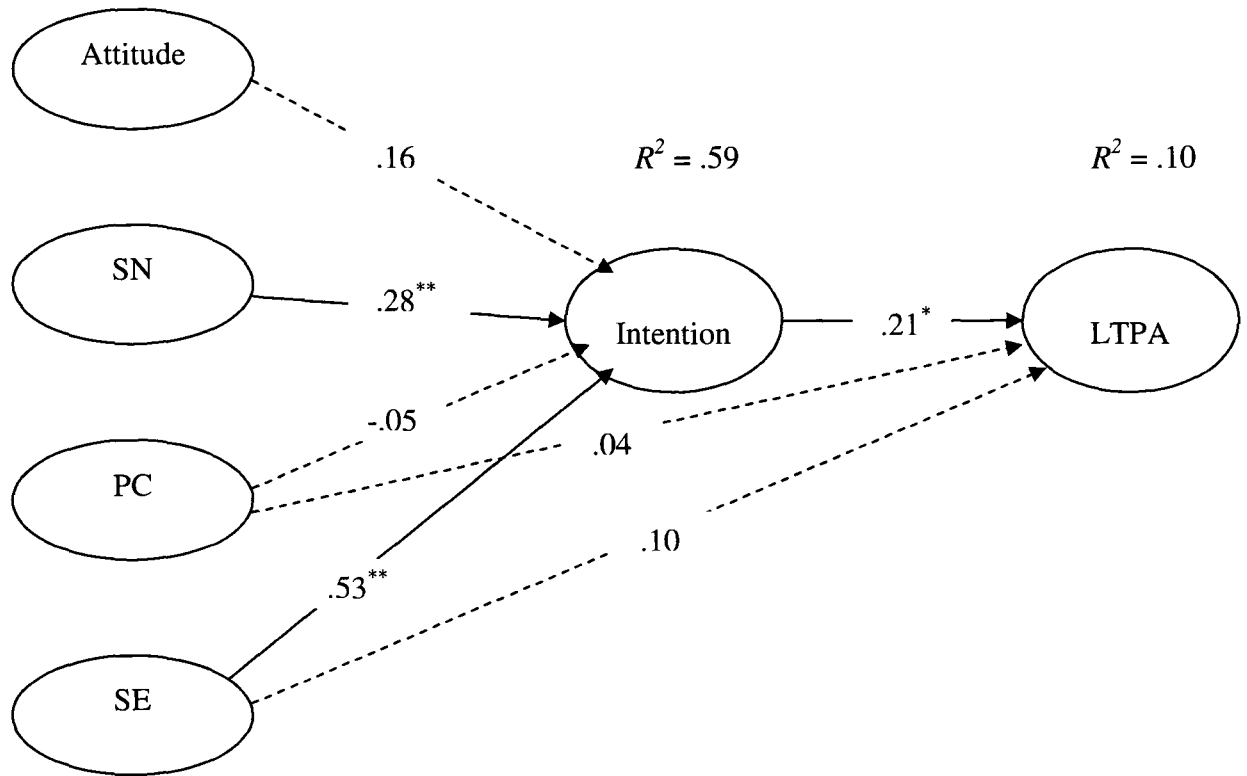 Attitude
.16
R² = .59
R² = .10
SN
.28**
Intention
.21*
LTPA
-.05
.04
PC
.10
.53**
SE